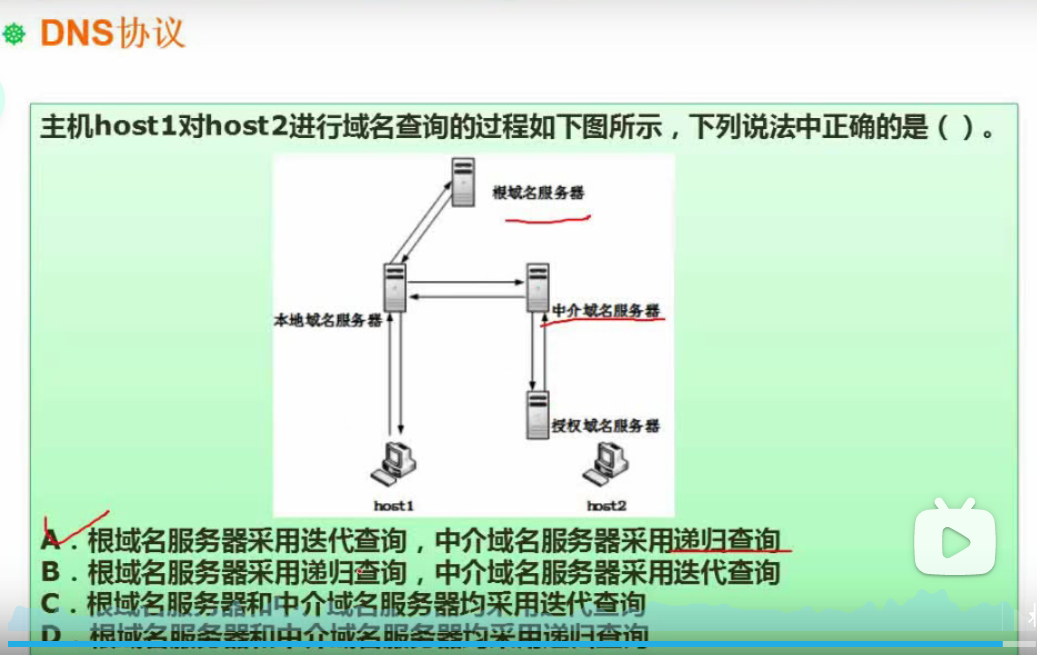 DNS协议
主机host1对host2进行域名查询的过程如下图所示，下列说法中正确的是（ ）。
根域名服务器
本地域名服务器
中介域名服务器
授权域名服务器
host1
host2
A．根域名服务器采用迭代查询，中介域名服务器采用递归查询
B．根域名服务器采用递归查询，中介域名服务器采用迭代查询
C．根域名服务器和中介域名服务器均采用迭代查询
D．根域名服务器和中介域名服务器均采用递归查询